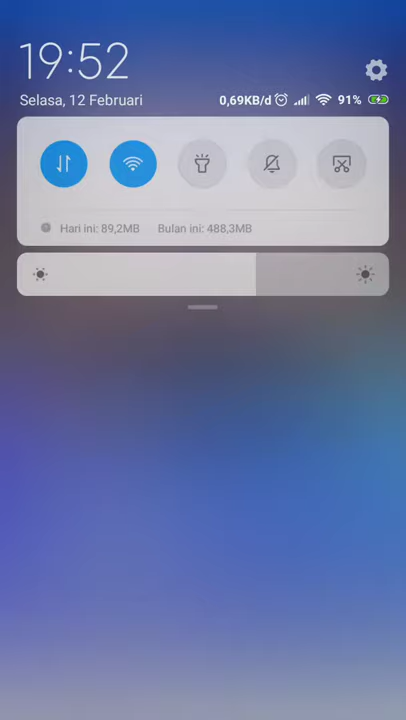 19:52
Selasa, 12 Februari 0,69KB/d 91%
Hari ini: 89,2MB Bulan ini: 488,3MB